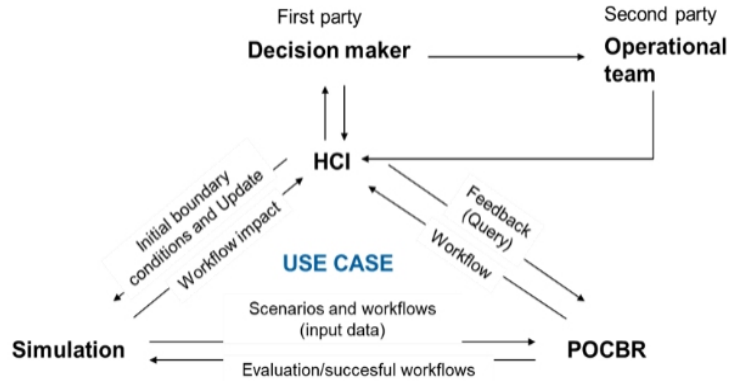 First party
Second party
Decision maker
Operational
team
HCI
Initial boundary
conditions and Update
Workflow impact
Feedback
(Query)
Workflow
USE CASE
Scenarios and workflows
(input data)
Simulation
POCBR
Evaluation/succesful workflows